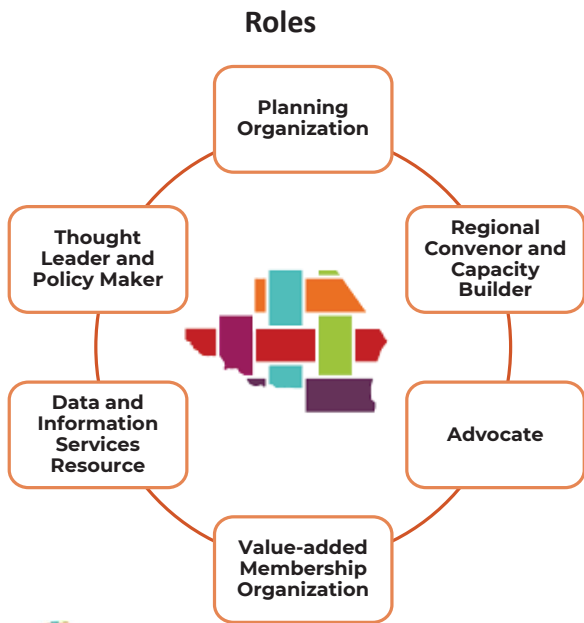 Roles
Planning
Organization
Thought
Leader and
Policy Maker
Regional
Convenor and
Capacity
Builder
Data and
Information
Services
Resource
Advocate
Value-added
Membership
Organization